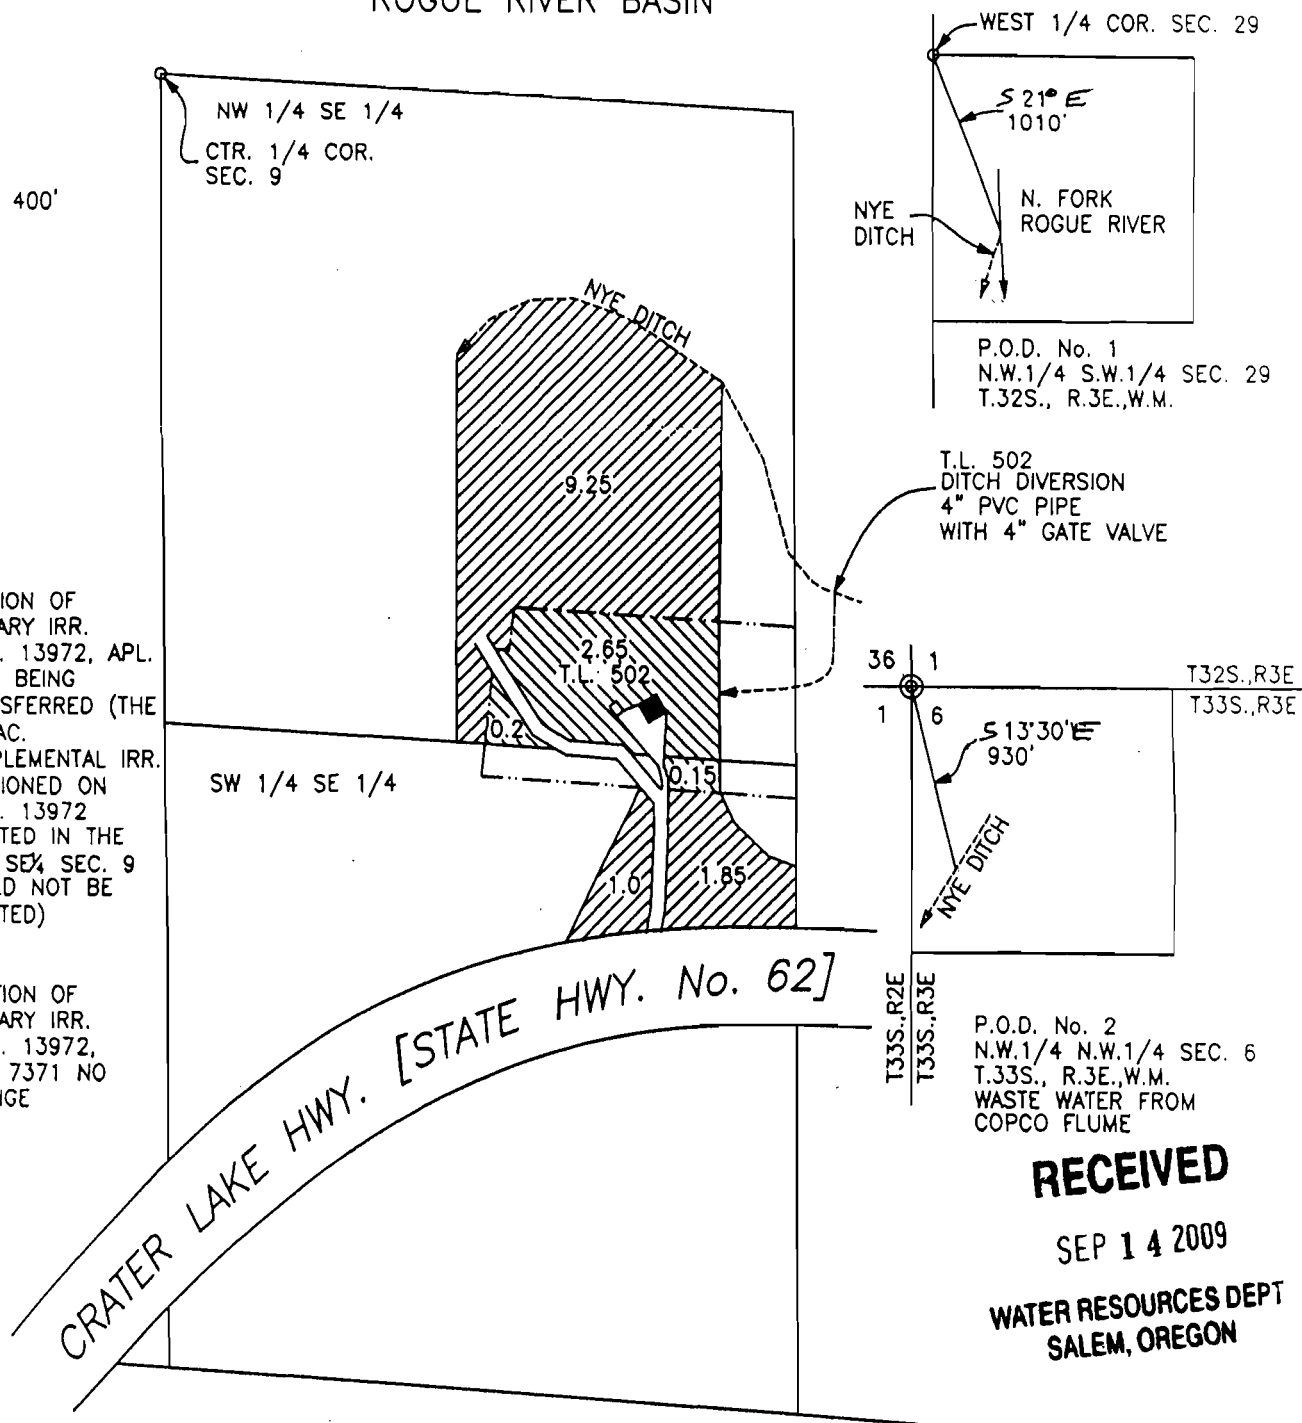 ROGUE RIVER BASIN
WEST 1/4 COR. SEC. 29
S 21° E
1010'
N. FORK
ROGUE RIVER
NYE
DITCH
P.O.D. No. 1
N.W.1/4 S.W.1/4 SEC. 29
T.32S., R.3E.,W.M.
NW 1/4 SE 1/4
CTR. 1/4 COR.
SEC. 9
400'
NYE DITCH
9.25
T.L. 502
DITCH DIVERSION
4" PVC PIPE
WITH 4" GATE VALVE
2.65
T.L. 502
0.2
0.15
SW 1/4 SE 1/4
1.0
1.85
ION OF
ARY IRR.
. 13972, APL.
BEING
SFERRED (THE
AC.
PLEMENTAL IRR.
TIONED ON
. 13972
TED IN THE
SE¼ SEC. 9
D NOT BE
TED)
TION OF
ARY IRR.
. 13972,
7371 NO
NGE
36 1
1 6
T32S.,R3E
T33S.,R3E
S 13°30' E
930'
NYE DITCH
T33S.,R2E
T33S.,R3E
P.O.D. No. 2
N.W.1/4 N.W.1/4 SEC. 6
T.33S., R.3E.,W.M.
WASTE WATER FROM
COPCO FLUME
CRATER LAKE HWY. [STATE HWY. No. 62]
RECEIVED
SEP 14 2009
WATER RESOURCES DEPT
SALEM, OREGON